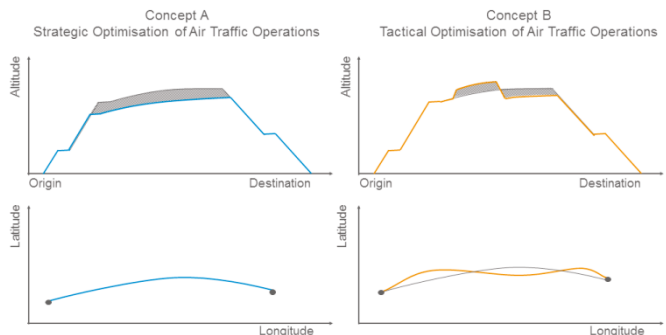 Concept A
Strategic Optimisation of Air Traffic Operations
Altitude
Origin
Destination
Latitude
Longitude
Concept B
Tactical Optimisation of Air Traffic Operations
Altitude
Origin
Destination
Latitude
Longitude